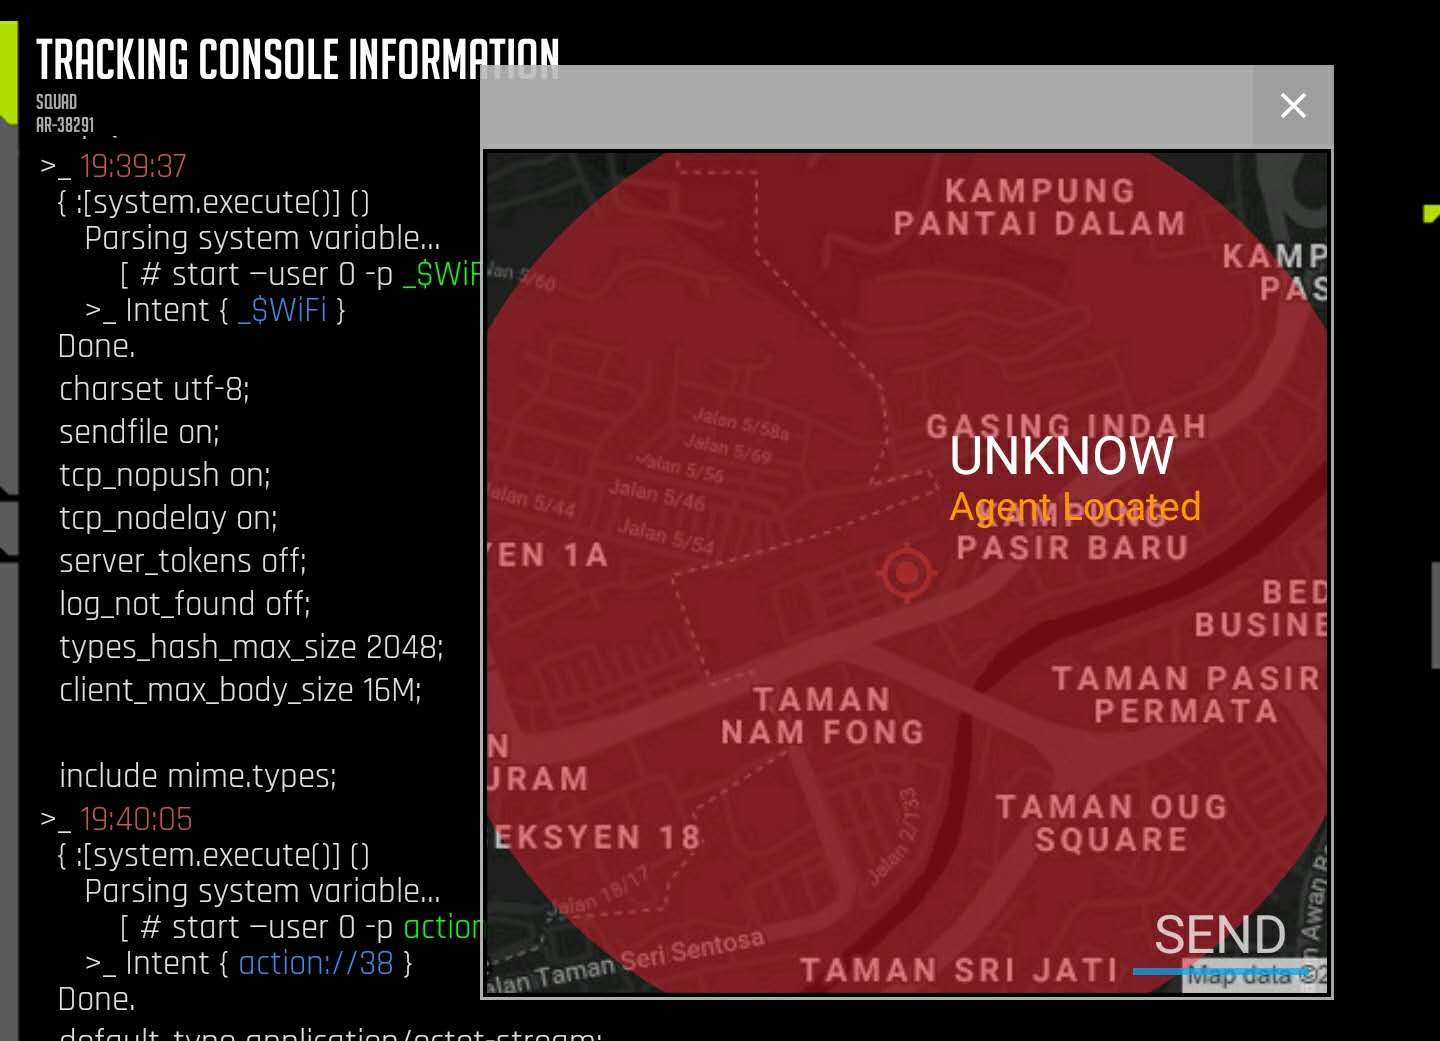 TRACKING CONSOLE INFORMATION
SQUAD
AR-38291
>_ 19:39:37
{ :[system.execute()] ()
Parsing system variable...
[ # start —user 0 -p _$WiF
>_ Intent { _$WiFi }
Done.
charset utf-8;
sendfile on;
tcp_nopush on;
tcp_nodelay on;
server_tokens off;
log_not_found off;
types_hash_max_size 2048;
client_max_body_size 16M;
include mime.types;
>_ 19:40:05
{ :[system.execute()] ()
Parsing system variable...
[ # start —user 0 -p action
>_ Intent { action://38 }
Done.
default_type application/octet-stream;
KAMPUNG
PANTAI DALAM
KAMP
PAS
lan 5/60
GASING INDAH
UNKNOW
Agent Located
KAMPUNG
PASIR BARU
Jalan 5/58a
Jalan 5/69
Jalan 5/56
Jalan 5/46
alan 5/44
Jalan 5/54
YEN 1A
BED
BUSINE
TAMAN PASIR
PERMATA
TAMAN
NAM FONG
N
URAM
TAMAN OUG
SQUARE
EKSYEN 18
Jalan 2/133
Jalan 18/17
n Awan B
SEND
alan Taman Seri Sentosa
TAMAN SRI JATI
Map data ©2